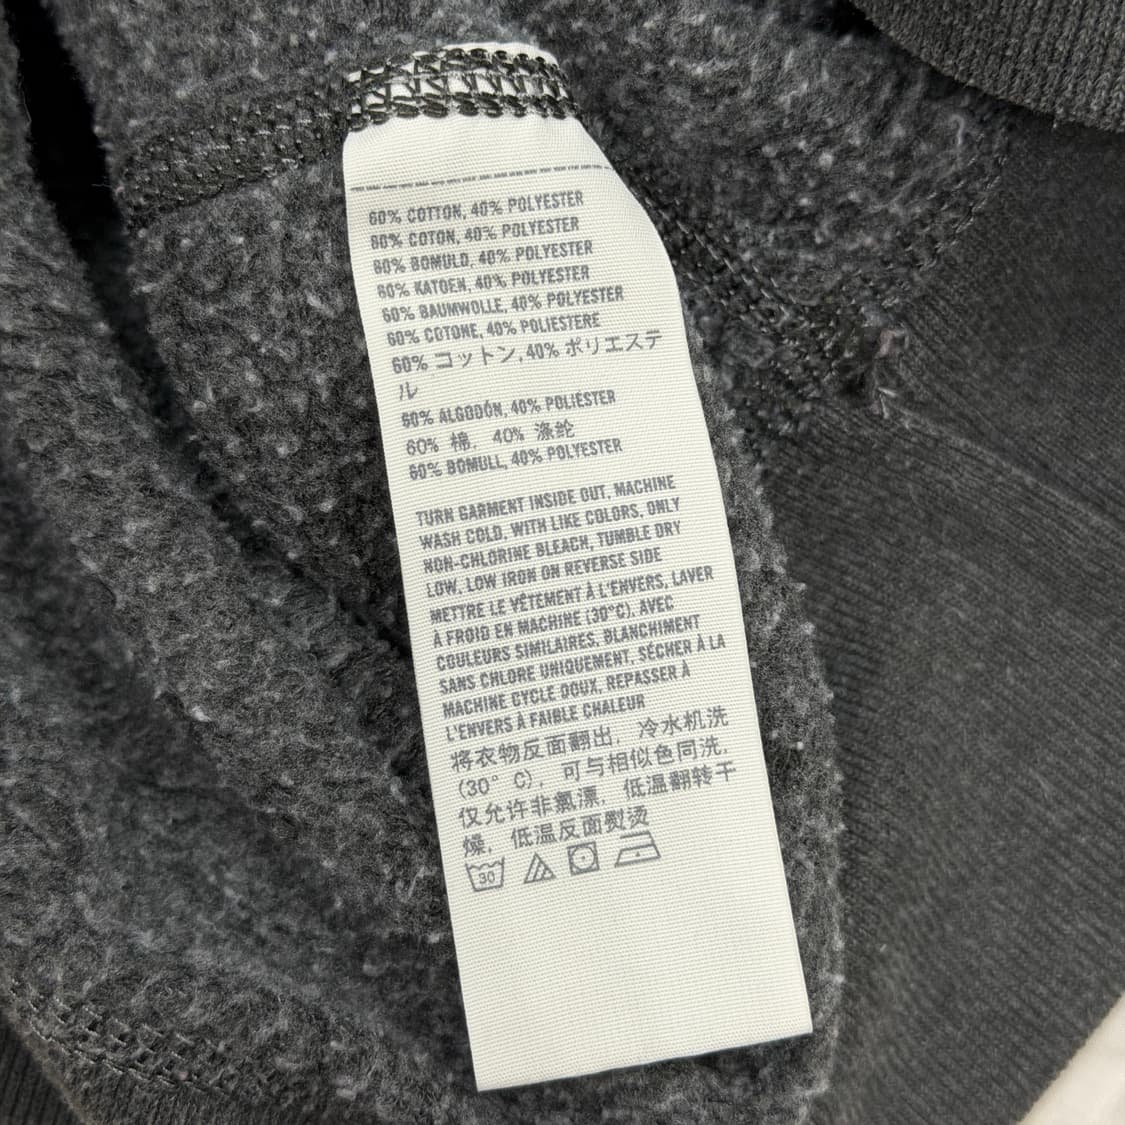 60% COTTON, 40% POLYESTER
60% COTON, 40% POLYESTER
60% BOMULD, 40% POLYESTER
60% KATOEN, 40% POLYESTER
60% BAUMWOLLE, 40% POLYESTER
60% COTONE, 40% POLIESTERE
60% コットン, 40% ポリエステ
ル
60% ALGODÓN, 40% POLIÉSTER
60% 棉, 40% 涤纶
60% BOMULL, 40% POLYESTER
TURN GARMENT INSIDE OUT, MACHINE
WASH COLD, WITH LIKE COLORS, ONLY
NON-CHLORINE BLEACH, TUMBLE DRY
LOW, LOW IRON ON REVERSE SIDE
METTRE LE VÊTEMENT À L'ENVERS, LAVER
À FROID EN MACHINE (30°C), AVEC
COULEURS SIMILAIRES, BLANCHIMENT
SANS CHLORE UNIQUEMENT, SÉCHER À LA
MACHINE CYCLE DOUX, REPASSER À
L'ENVERS À FAIBLE CHALEUR
将衣物反面翻出, 冷水机洗
(30° C), 可与相似色同洗,
仅允许非氯漂, 低温翻转干
燥, 低温反面熨烫
30